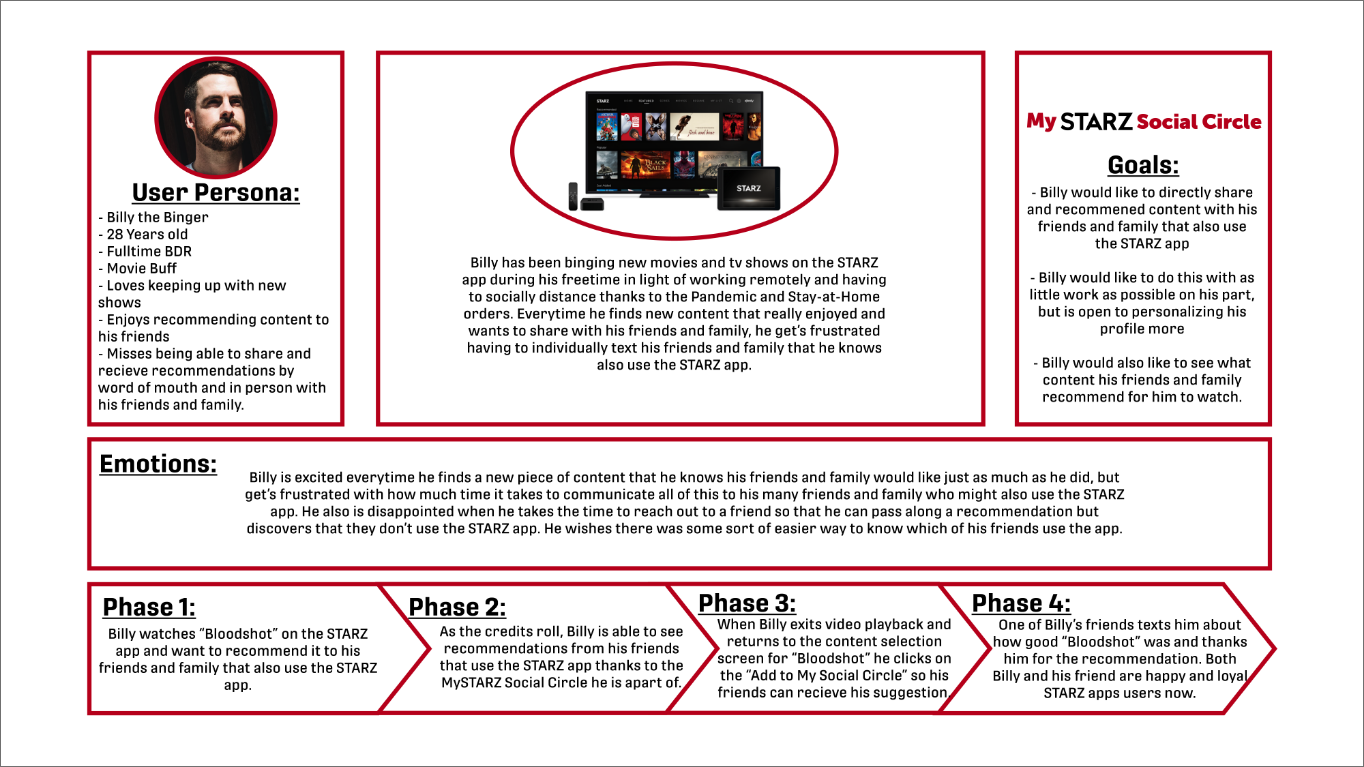 User Persona:
- Billy the Binger
- 28 Years old
- Fulltime BDR
- Movie Buff
- Loves keeping up with new
shows
- Enjoys recommending content to
his friends
- Misses being able to share and
recieve recommendations by
word of mouth and in person with
his friends and family.
STARZ
BLACK SAILS
STARZ
Billy has been binging new movies and tv shows on the STARZ
app during his freetime in light of working remotely and having
to socially distance thanks to the Pandemic and Stay-at-Home
orders. Everytime he finds new content that really enjoyed and
wants to share with his friends and family, he get's frustrated
having to individually text his friends and family that he knows
also use the STARZ app.
My STARZ Social Circle
Goals:
- Billy would like to directly share
and recommened content with his
friends and family that also use
the STARZ app
- Billy would like to do this with as
little work as possible on his part,
but is open to personalizing his
profile more
- Billy would also like to see what
content his friends and family
recommend for him to watch.
Emotions:
Billy is excited everytime he finds a new piece of content that he knows his friends and family would like just as much as he did, but
get's frustrated with how much time it takes to communicate all of this to his many friends and family who might also use the STARZ
app. He also is disappointed when he takes the time to reach out to a friend so that he can pass along a recommendation but
discovers that they don't use the STARZ app. He wishes there was some sort of easier way to know which of his friends use the app.
Phase 1:
Billy watches "Bloodshot" on the STARZ
app and want to recommend it to his
friends and family that also use the STARZ
app.
Phase 2:
As the credits roll, Billy is able to see
recommendations from his friends
that use the STARZ app thanks to the
MySTARZ Social Circle he is apart of.
Phase 3:
When Billy exits video playback and
returns to the content selection
screen for "Bloodshot" he clicks on
the "Add to My Social Circle" so his
friends can recieve his suggestion.
Phase 4:
One of Billy's friends texts him about
how good "Bloodshot" was and thanks
him for the recommendation. Both
Billy and his friend are happy and loyal
STARZ apps users now.